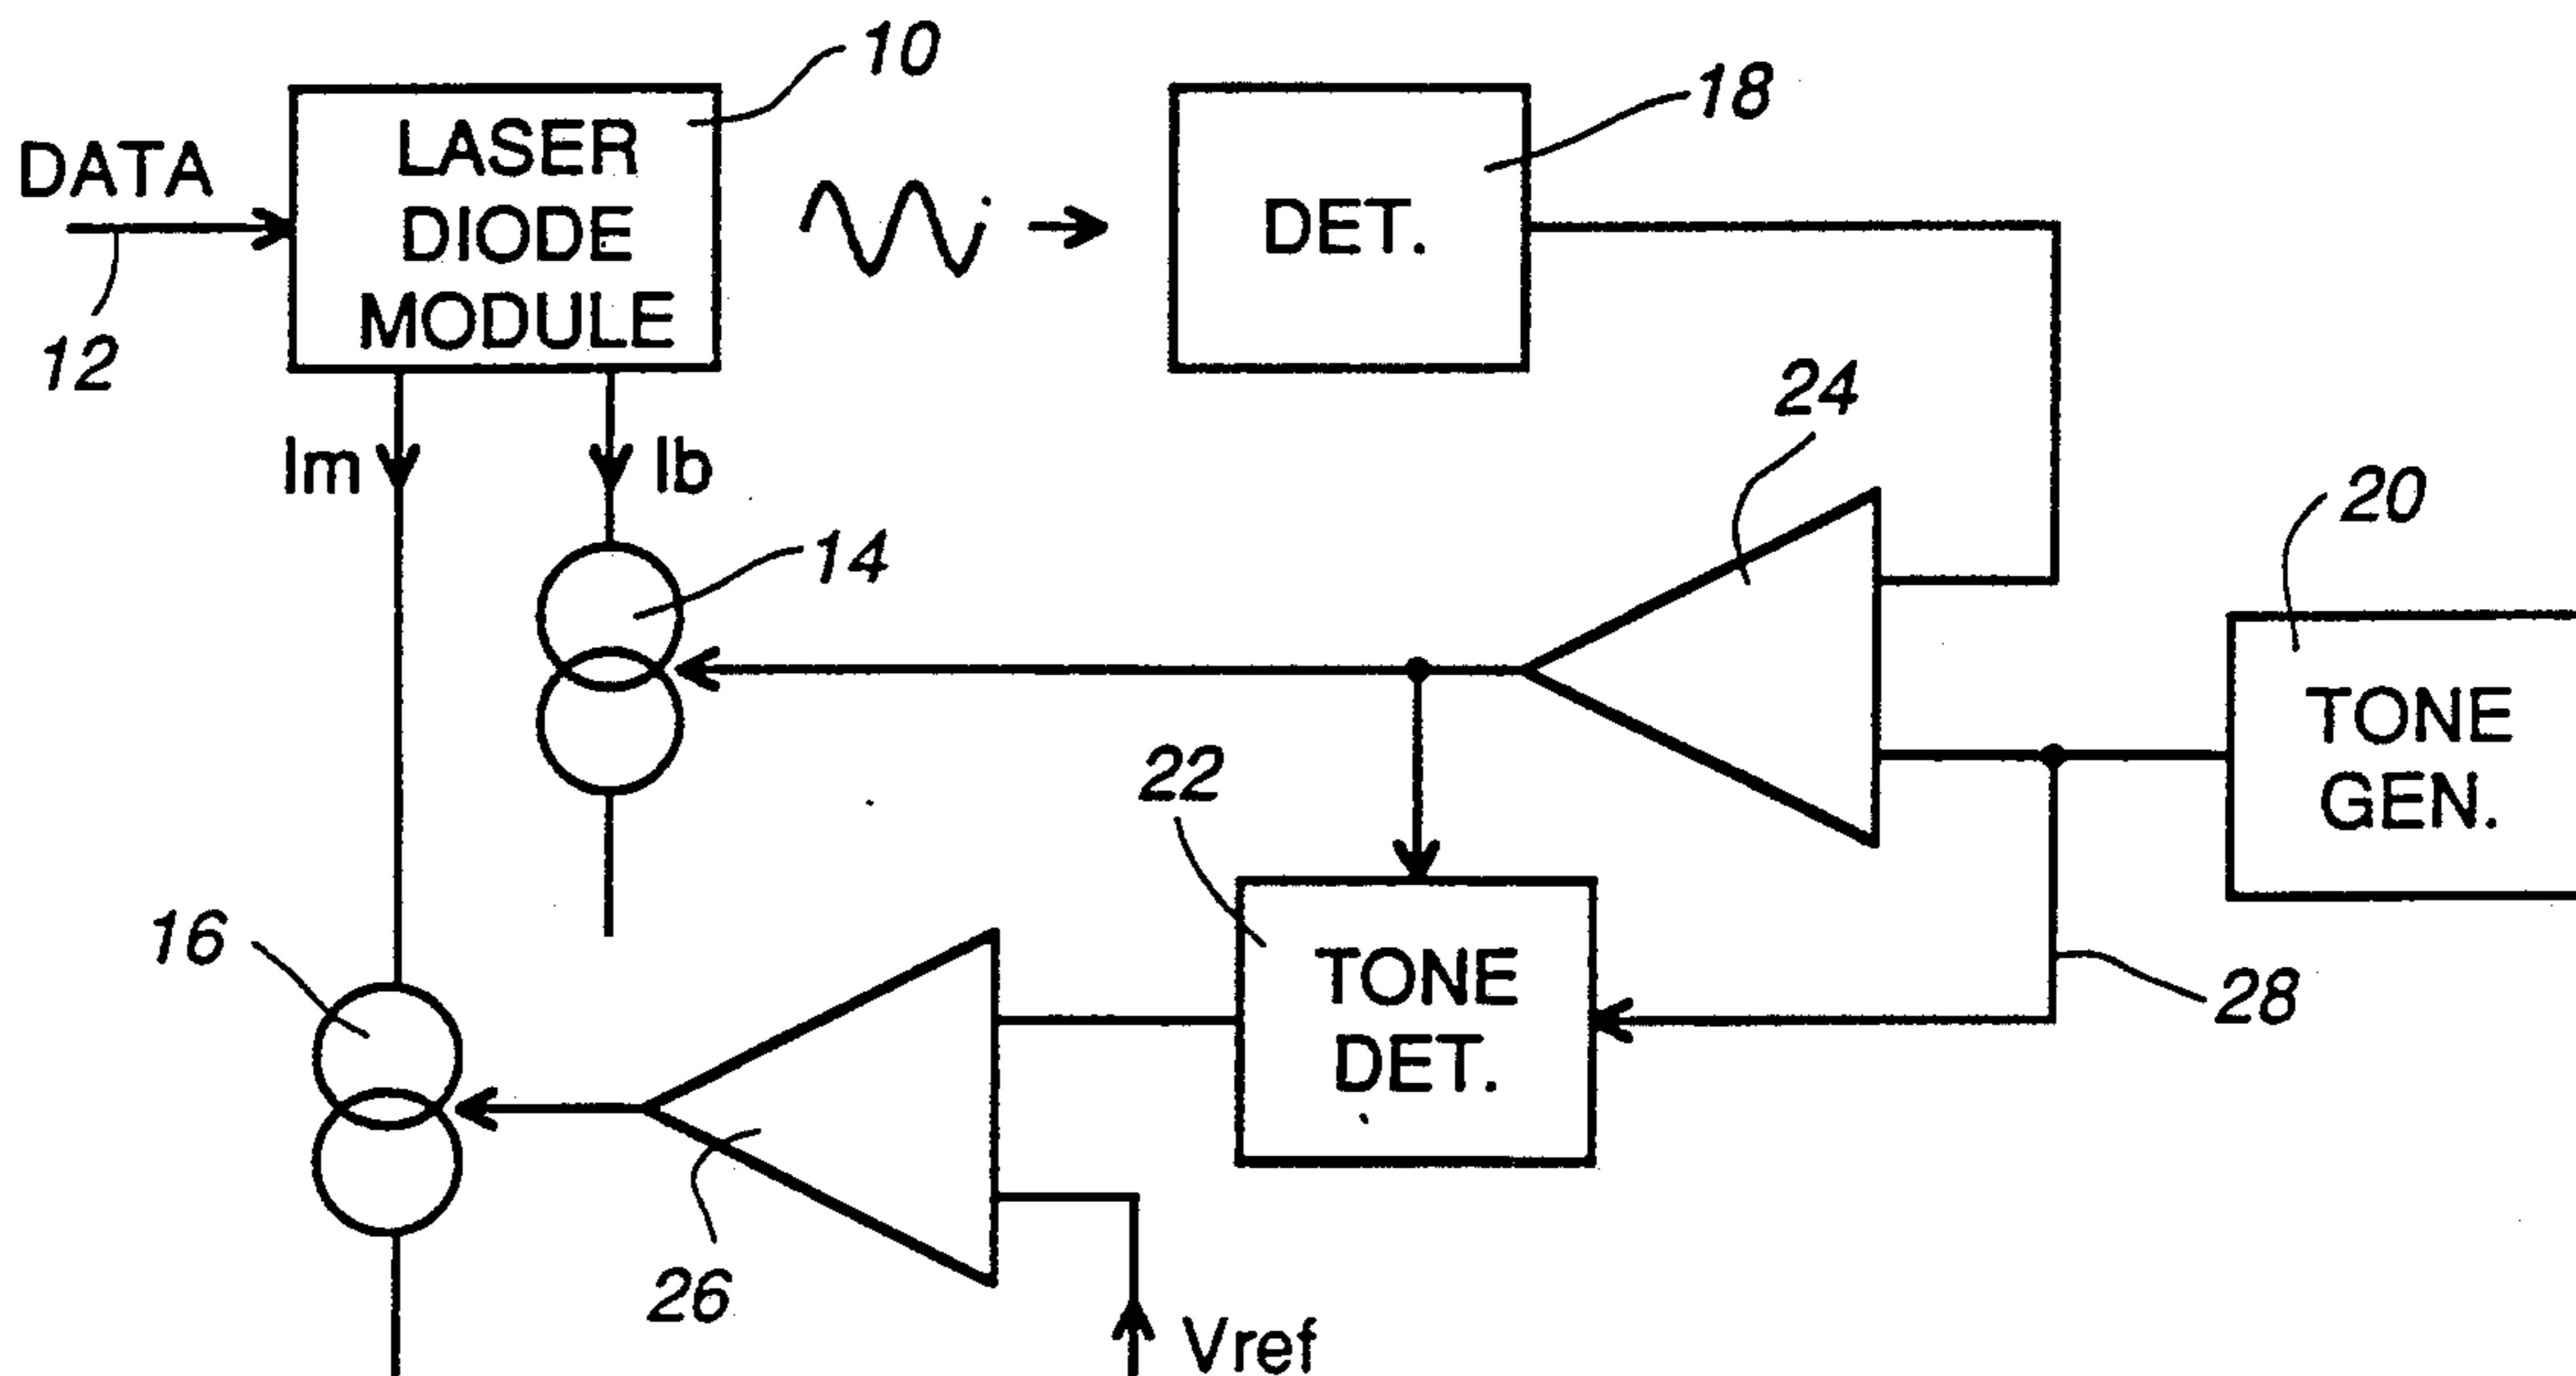 10
18
DATA
LASER
DIODE
MODULE
DET.
12
24
Im
Ib
20
14
TONE
GEN.
22
16
TONE
DET.
28
26
Vref